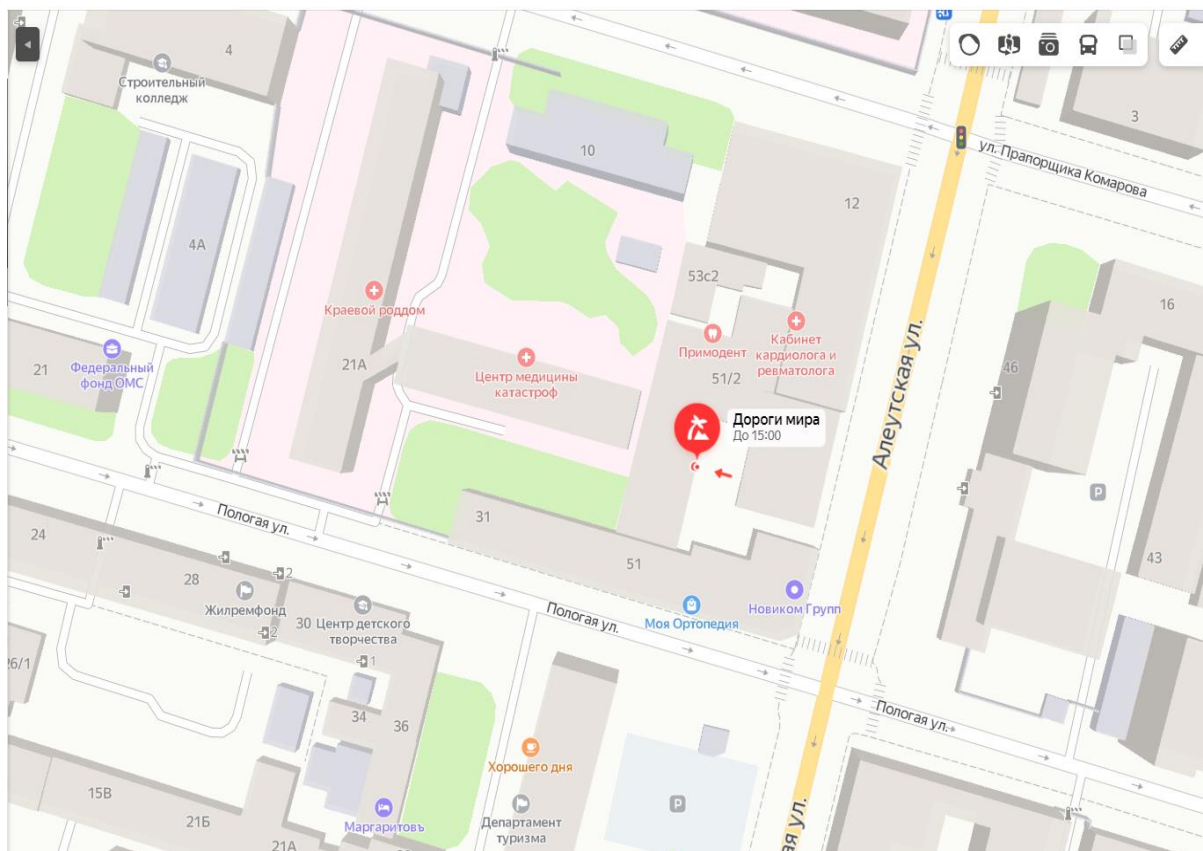 4
Строительный
колледж
3
ул. Прапорщика Комарова
10
12
4А
53с2
16
Краевой роддом
Примодент
Кабинет
кардиолога и
ревматолога
Алеутская ул.
21
Федеральный
фонд ОМС
21А
Центр медицины
катастроф
51/2
46
Дороги мира
До 15:00
P
Пологая ул.
31
24
51
43
28
2
Жилремфонд
30
Центр детского
творчества
2
1
Пологая ул.
Моя Ортопедия
Новиком Групп
26/1
34
36
Пологая ул.
Хорошего дня
15В
21Б
Маргаритовъ
P
Департамент
туризма
21А
ая ул.